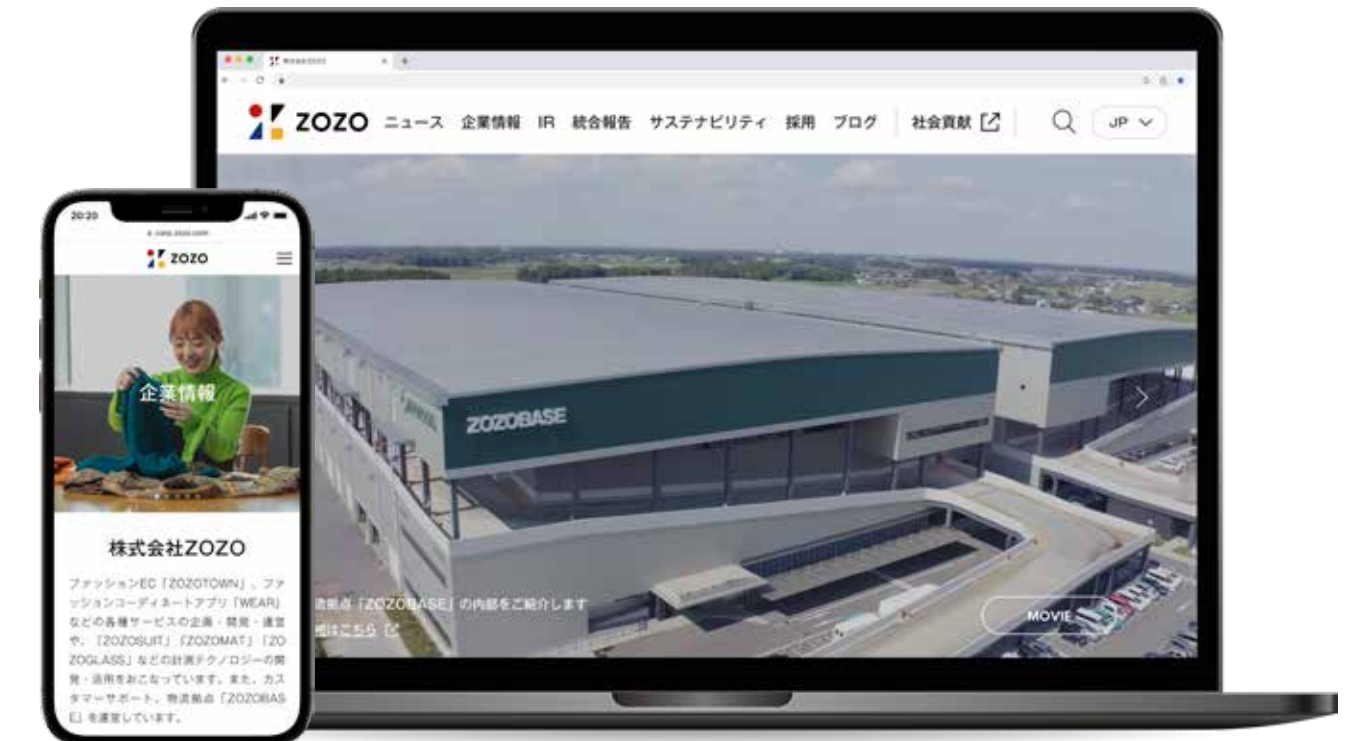 ZOZO ニュース 企業情報 IR 統合報告 サステナビリティ 採用 ブログ 社会貢献 JP
ZOZOBASE
流拠点「ZOZOBASE」の内部をご紹介します
はこちら
MOVIE
20:20
corp.zozo.com
ZOZO
企業情報
株式会社ZOZO
ファッションEC「ZOZOTOWN」、ファ
ッションコーディネートアプリ「WEAR」
などの各種サービスの企画・開発・運営
や、「ZOZOSUIT」「ZOZOMAT」「ZO
ZOGLASS」などの計測テクノロジーの開
発・活用をおこなっています。また、カス
タマーサポート、物流拠点「ZOZOBAS
E」を運営しています。